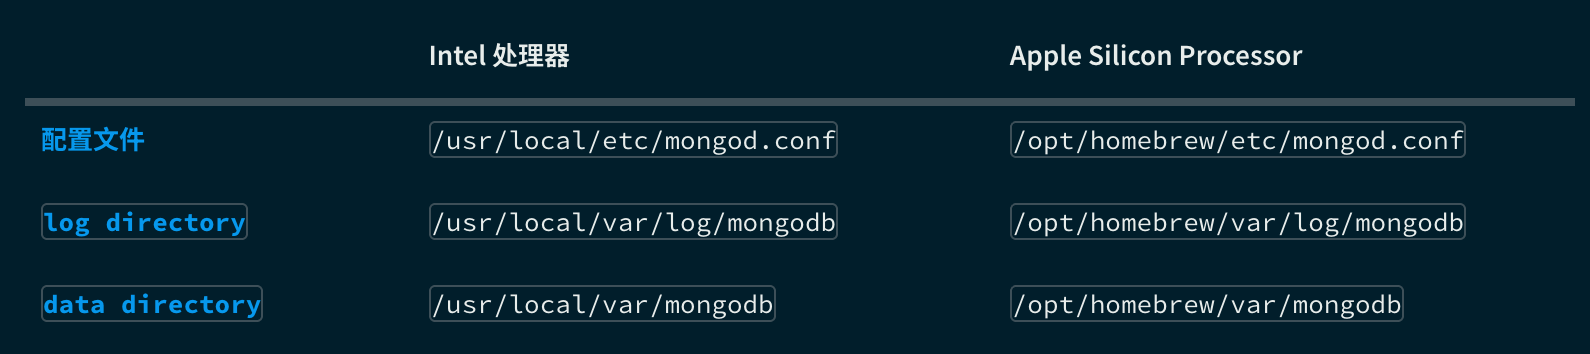 Intel 处理器 Apple Silicon Processor
配置文件 /usr/local/etc/mongod.conf /opt/homebrew/etc/mongod.conf
log directory /usr/local/var/log/mongodb /opt/homebrew/var/log/mongodb
data directory /usr/local/var/mongodb /opt/homebrew/var/mongodb